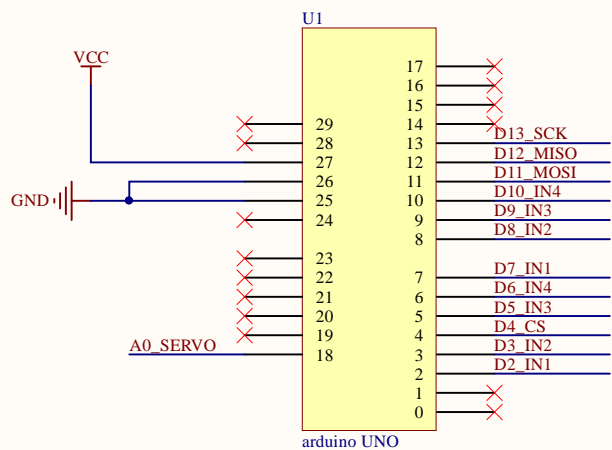 U1
VCC
GND
A0_SERVO
29
28
27
26
25
24
23
22
21
20
19
18
17
16
15
14
13
12
11
10
9
8
7
6
5
4
3
2
1
0
D13_SCK
D12_MISO
D11_MOSI
D10_IN4
D9_IN3
D8_IN2
D7_IN1
D6_IN4
D5_IN3
D4_CS
D3_IN2
D2_IN1
arduino UNO